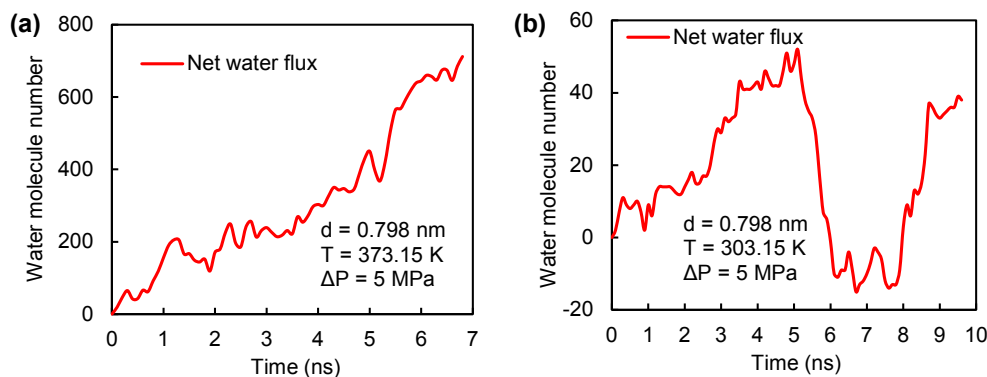 (a)
800
600
400
200
0
Water molecule number
Net water flux
d = 0.798 nm
T = 373.15 K
ΔP = 5 MPa
0 1 2 3 4 5 6 7
Time (ns)
(b)
60
40
20
0
-20
Water molecule number
Net water flux
d = 0.798 nm
T = 303.15 K
ΔP = 5 MPa
0 1 2 3 4 5 6 7 8 9 10
Time (ns)